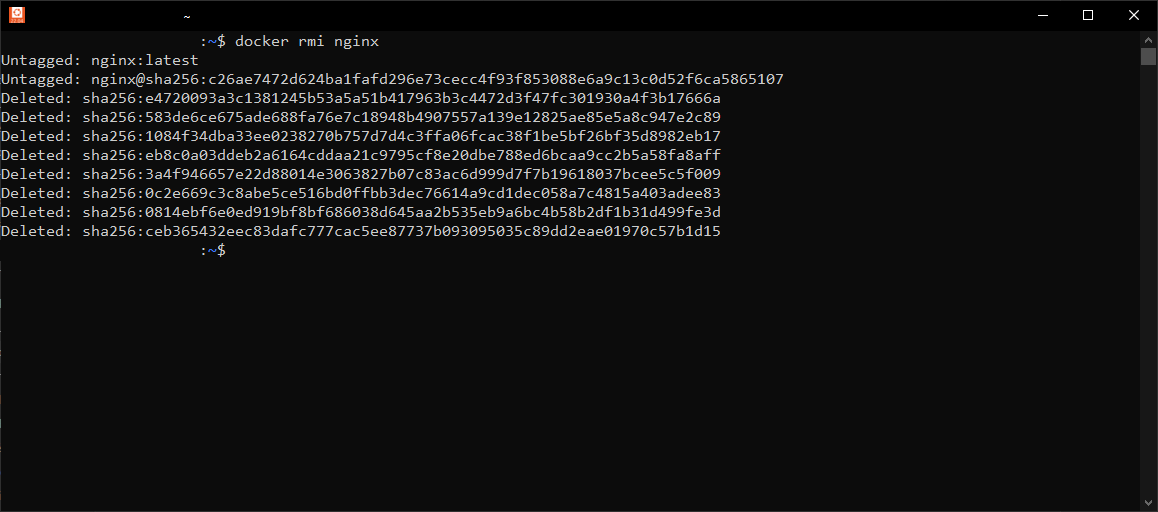 ~
:~$ docker rmi nginx
Untagged: nginx:latest
Untagged: nginx@sha256:c26ae7472d624ba1fafd296e73cecc4f93f853088e6a9c13c0d52f6ca5865107
Deleted: sha256:e4720093a3c1381245b53a5a51b417963b3c4472d3f47fc301930a4f3b17666a
Deleted: sha256:583de6ce675ade688fa76e7c18948b4907557a139e12825ae85e5a8c947e2c89
Deleted: sha256:1084f34dba33ee0238270b757d7d4c3ffa06fcac38f1be5bf26bf35d8982eb17
Deleted: sha256:eb8c0a03ddeb2a6164cddaa21c9795cf8e20dbe788ed6bcaa9cc2b5a58fa8aff
Deleted: sha256:3a4f946657e22d88014e3063827b07c83ac6d999d7f7b19618037bcee5c5f009
Deleted: sha256:0c2e669c3c8abe5ce516bd0ffbb3dec76614a9cd1dec058a7c4815a403adee83
Deleted: sha256:0814ebf6e0ed919bf8bf686038d645aa2b535eb9a6bc4b58b2df1b31d499fe3d
Deleted: sha256:ceb365432eec83dafc777cac5ee87737b093095035c89dd2eae01970c57b1d15
:~$